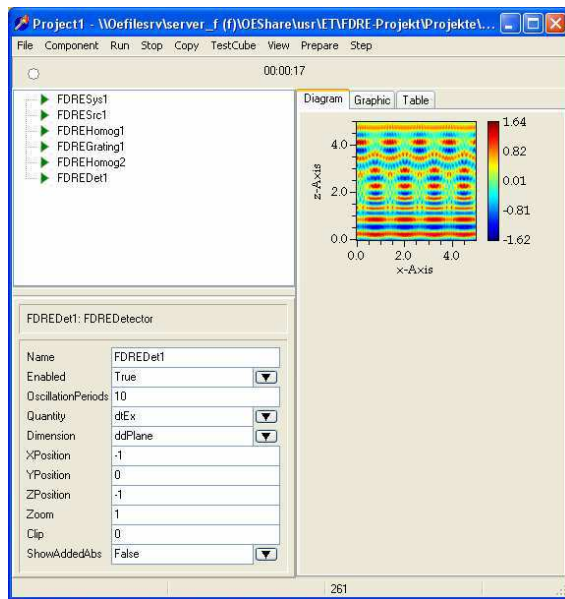 Project1 - \\Oefilesrv\server_f (f)\OEShare\usr\ET\FDRE-Projekt\Projekte\...
File Component Run Stop Copy TestCube View Prepare Step
00:00:17
FDRESys1
FDRESrc1
FDREHomog1
FDREGrating1
FDREHomog2
FDREDet1
Diagram Graphic Table
1.64
0.82
0.01
-0.81
-1.62
z-Axis
4.0
2.0
0.0
0.0 2.0 4.0
x-Axis
FDREDet1: FDREDetector
Name FDREDet1
Enabled True
OscillationPeriods 10
Quantity dtEx
Dimension ddPlane
XPosition -1
YPosition 0
ZPosition -1
Zoom 1
Clip 0
ShowAddedAbs False
261